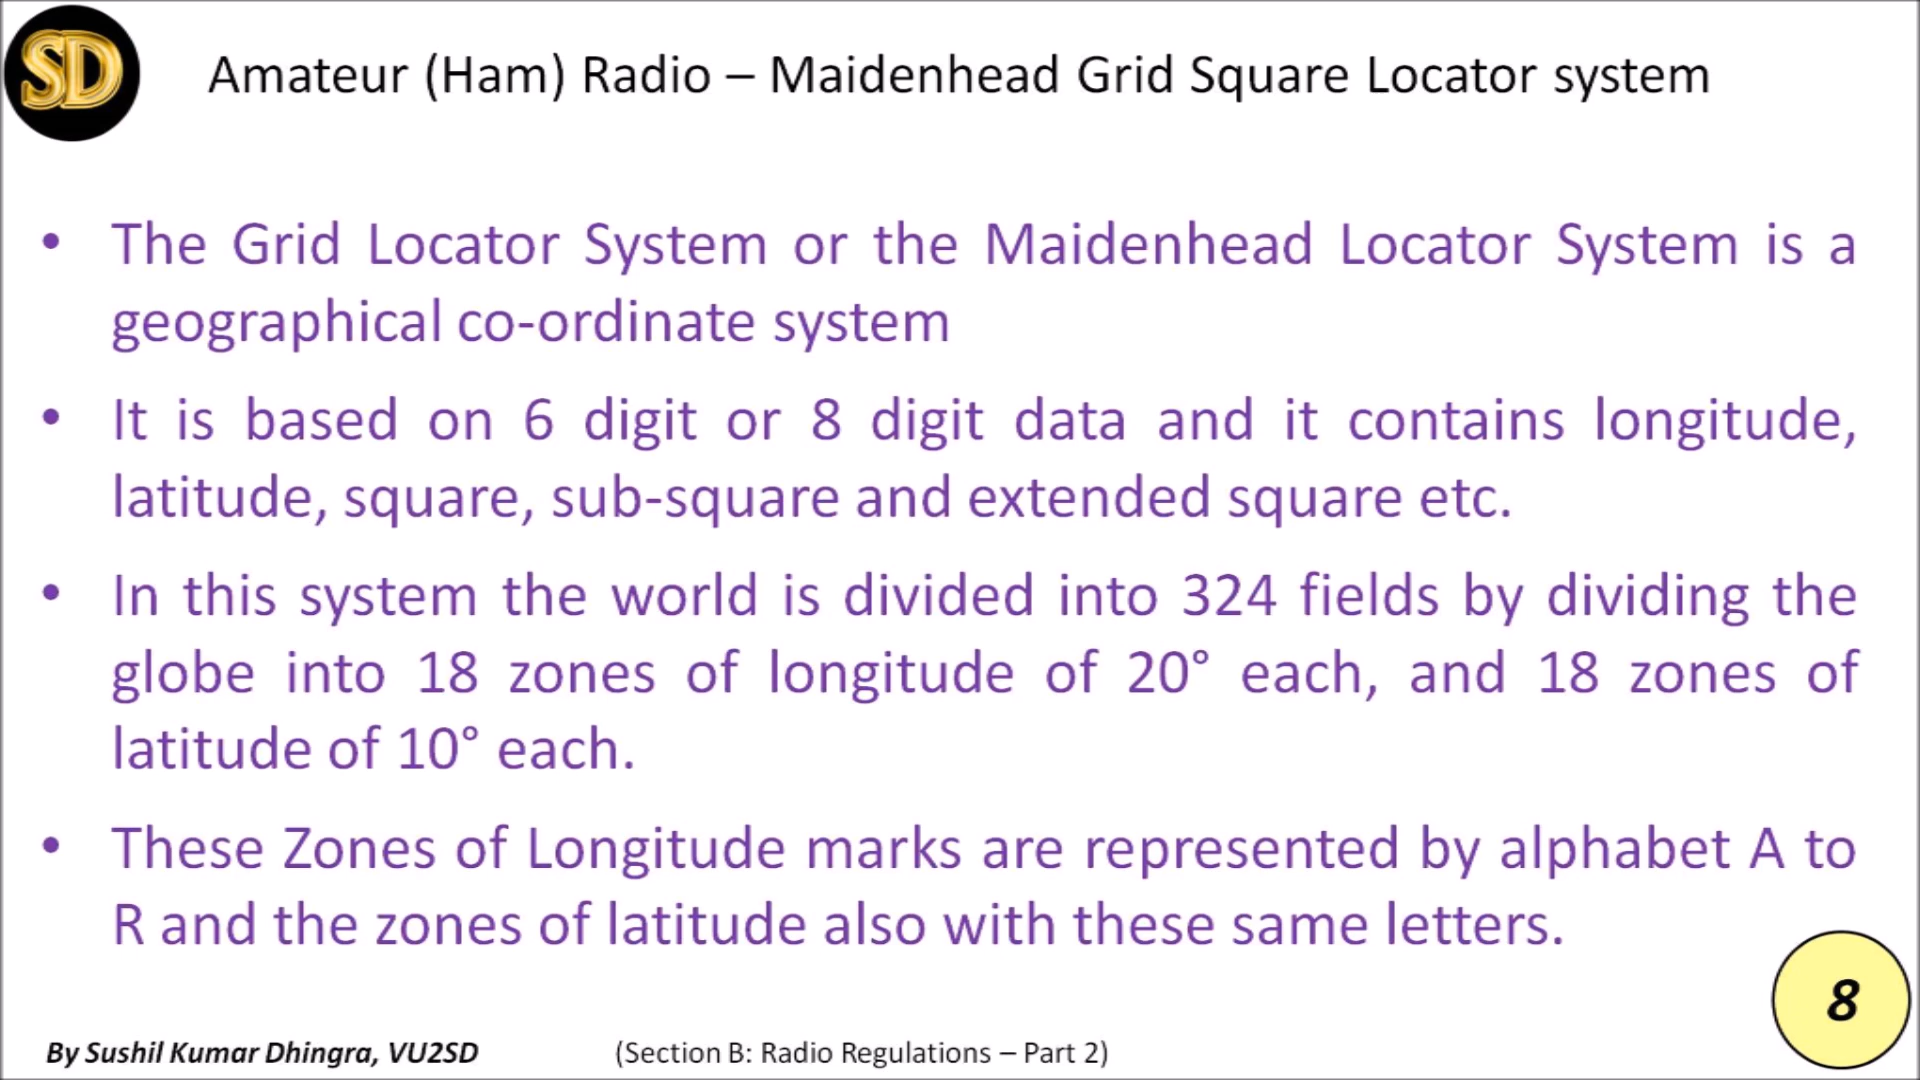 SD
Amateur (Ham) Radio – Maidenhead Grid Square Locator system
• The Grid Locator System or the Maidenhead Locator System is a
geographical co-ordinate system
• It is based on 6 digit or 8 digit data and it contains longitude,
latitude, square, sub-square and extended square etc.
• In this system the world is divided into 324 fields by dividing the
globe into 18 zones of longitude of 20° each, and 18 zones of
latitude of 10° each.
• These Zones of Longitude marks are represented by alphabet A to
R and the zones of latitude also with these same letters.
8
By Sushil Kumar Dhingra, VU2SD
(Section B: Radio Regulations – Part 2)